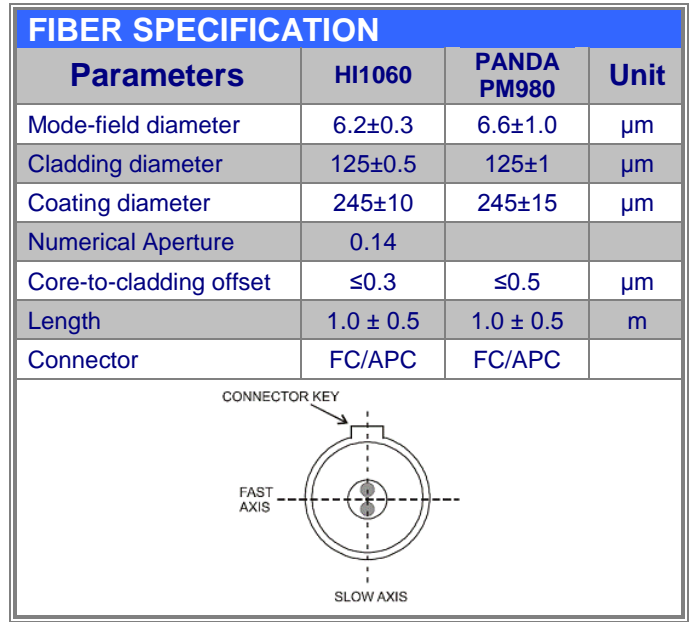 FIBER SPECIFICATION
Parameters HI1060 PANDA PM980 Unit
Mode-field diameter 6.2±0.3 6.6±1.0 µm
Cladding diameter 125±0.5 125±1 µm
Coating diameter 245±10 245±15 µm
Numerical Aperture 0.14
Core-to-cladding offset ≤0.3 ≤0.5 µm
Length 1.0 ± 0.5 1.0 ± 0.5 m
Connector FC/APC FC/APC
CONNECTOR KEY
FAST
AXIS
SLOW AXIS